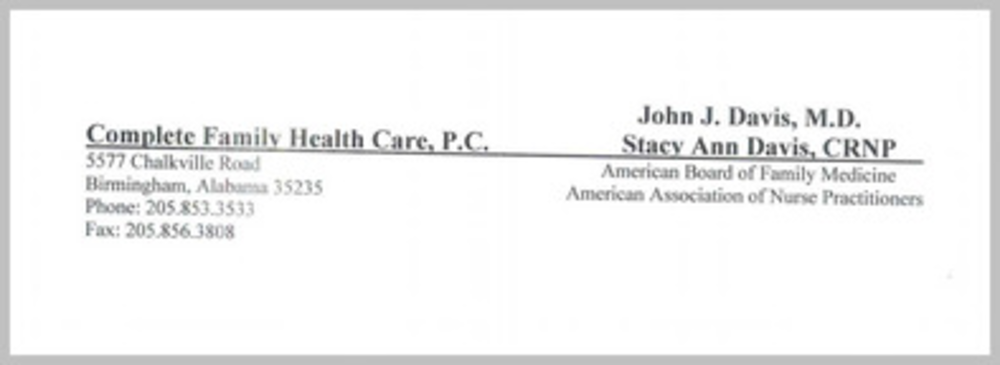 Complete Family Health Care, P.C.
5577 Chalkville Road
Birmingham, Alabama 35235
Phone: 205.853.3533
Fax: 205.856.3808
John J. Davis, M.D.
Stacy Ann Davis, CRNP
American Board of Family Medicine
American Association of Nurse Practitioners